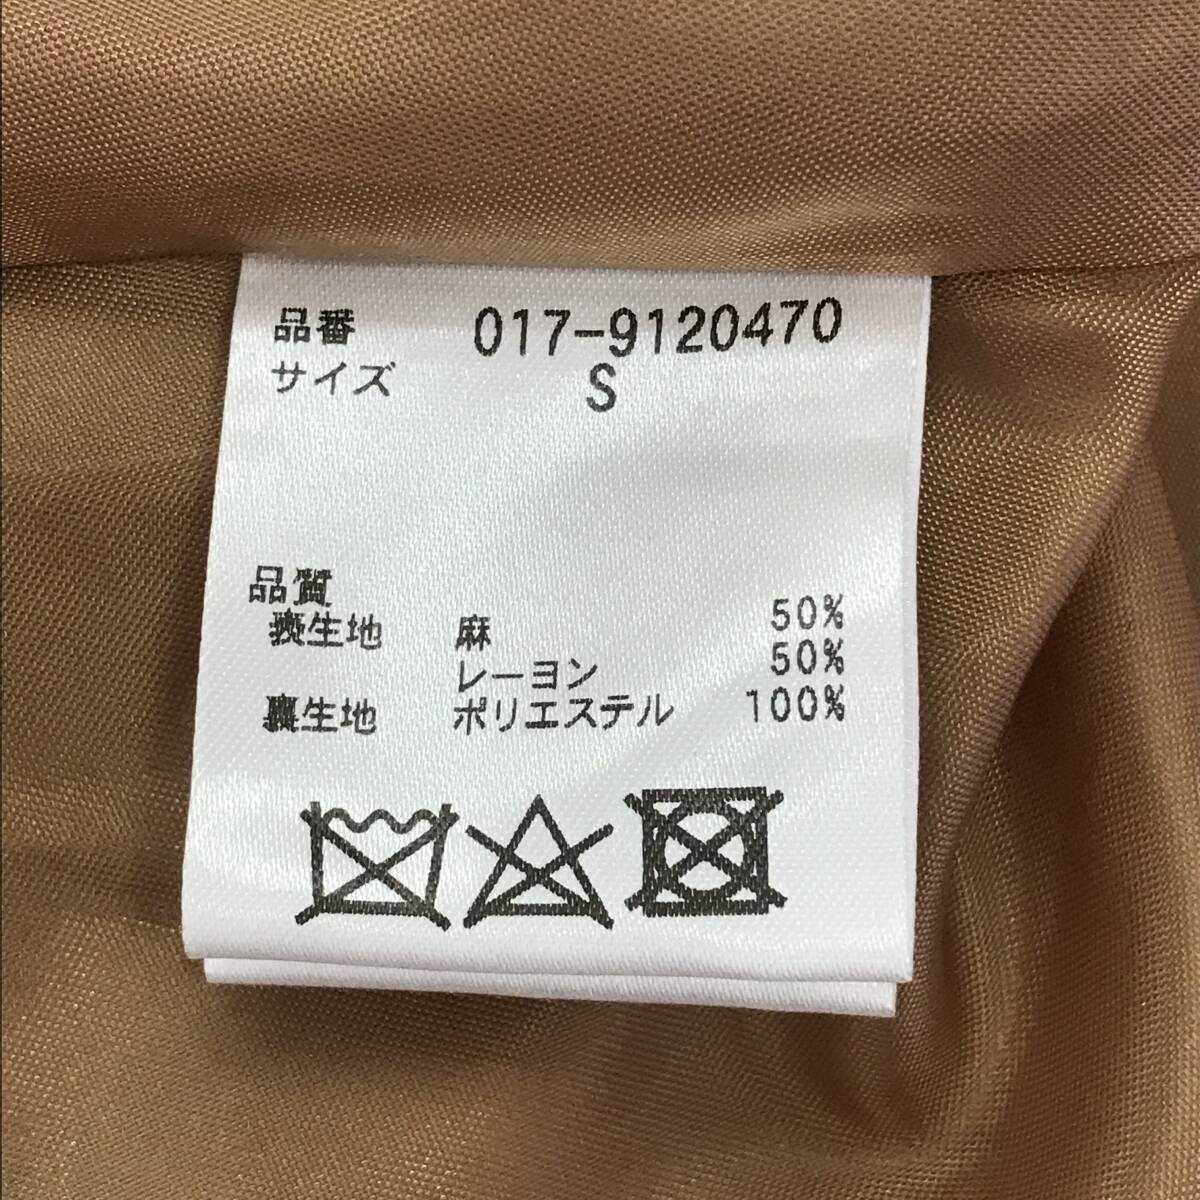 品番 017-9120470
サイズ S
品質
表生地 麻 50%
レーヨン 50%
裏生地 ポリエステル 100%